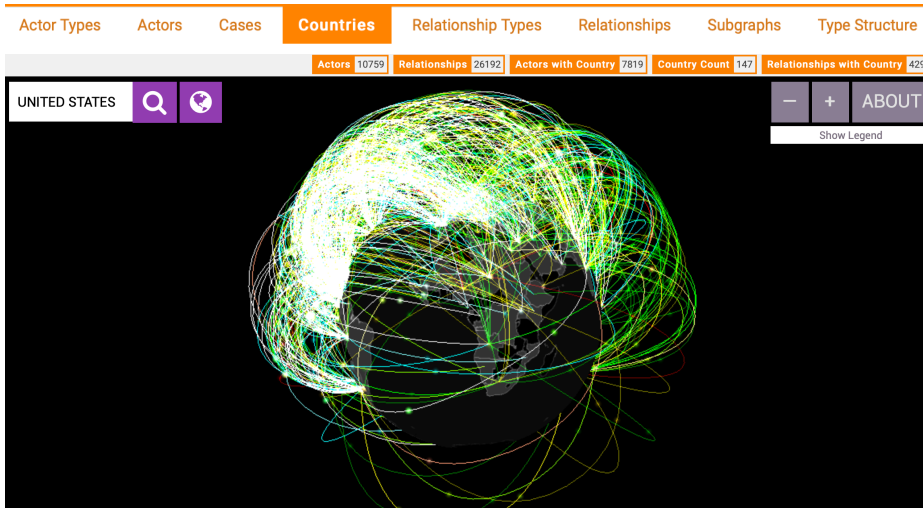 Actor Types Actors Cases Countries Relationship Types Relationships Subgraphs Type Structure
Actors 10759 Relationships 26192 Actors with Country 7819 Country Count 147 Relationships with Country 429
UNITED STATES − + ABOUT
Show Legend